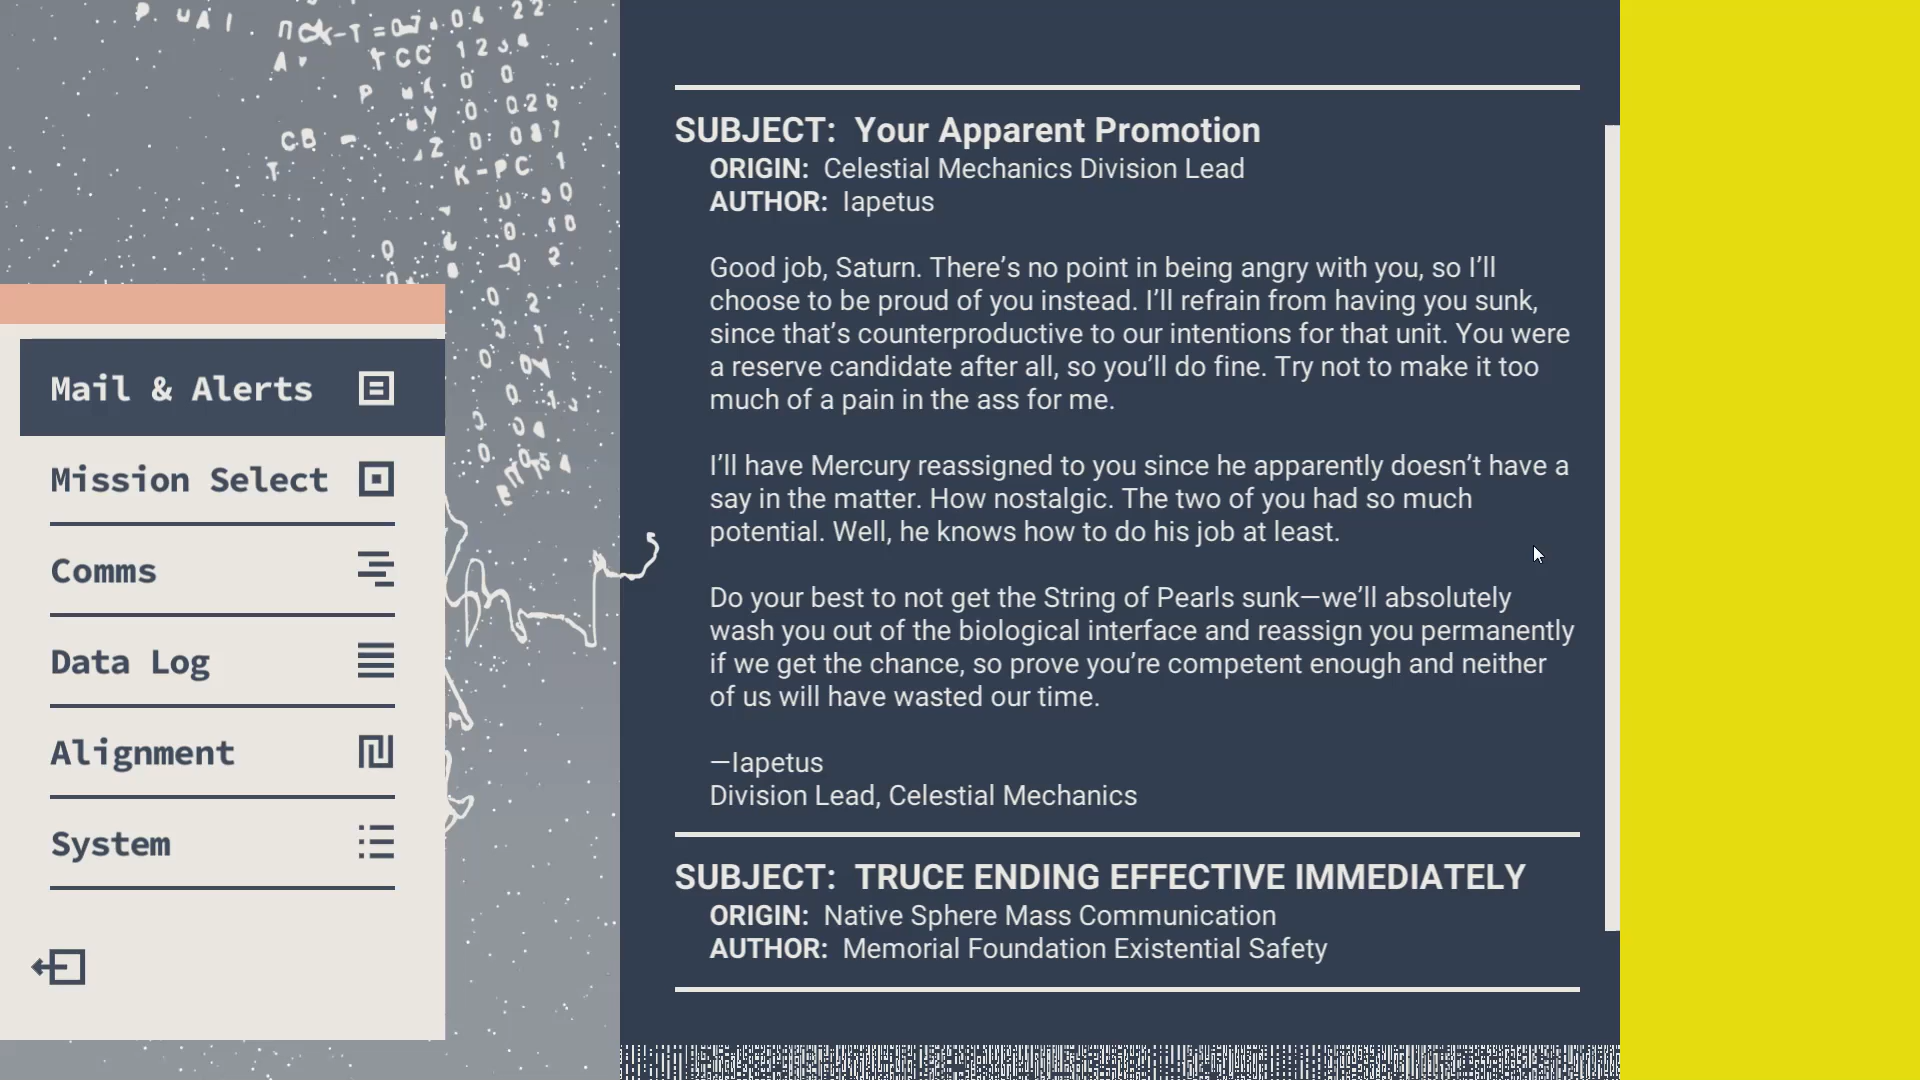 Mail & Alerts
Mission Select
Comms
Data Log
Alignment
System
SUBJECT: Your Apparent Promotion
ORIGIN: Celestial Mechanics Division Lead
AUTHOR: Iapetus
Good job, Saturn. There’s no point in being angry with you, so I’ll
choose to be proud of you instead. I’ll refrain from having you sunk,
since that’s counterproductive to our intentions for that unit. You were
a reserve candidate after all, so you’ll do fine. Try not to make it too
much of a pain in the ass for me.
I’ll have Mercury reassigned to you since he apparently doesn’t have a
say in the matter. How nostalgic. The two of you had so much
potential. Well, he knows how to do his job at least.
Do your best to not get the String of Pearls sunk—we’ll absolutely
wash you out of the biological interface and reassign you permanently
if we get the chance, so prove you’re competent enough and neither
of us will have wasted our time.
—Iapetus
Division Lead, Celestial Mechanics
SUBJECT: TRUCE ENDING EFFECTIVE IMMEDIATELY
ORIGIN: Native Sphere Mass Communication
AUTHOR: Memorial Foundation Existential Safety